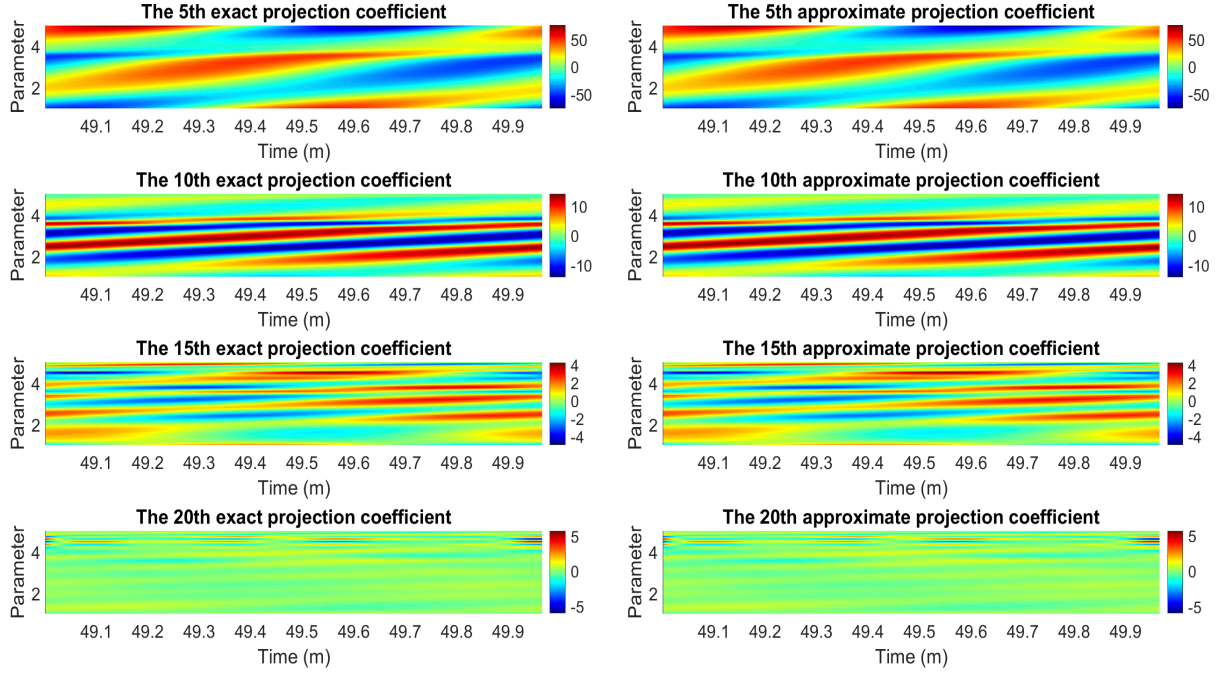 The 5th exact projection coefficient
Parameter
4
2
50
0
-50
49.1 49.2 49.3 49.4 49.5 49.6 49.7 49.8 49.9
Time (m)
The 5th approximate projection coefficient
Parameter
4
2
50
0
-50
49.1 49.2 49.3 49.4 49.5 49.6 49.7 49.8 49.9
Time (m)
The 10th exact projection coefficient
Parameter
4
2
10
0
-10
49.1 49.2 49.3 49.4 49.5 49.6 49.7 49.8 49.9
Time (m)
The 10th approximate projection coefficient
Parameter
4
2
10
0
-10
49.1 49.2 49.3 49.4 49.5 49.6 49.7 49.8 49.9
Time (m)
The 15th exact projection coefficient
Parameter
4
2
4
2
0
-2
-4
49.1 49.2 49.3 49.4 49.5 49.6 49.7 49.8 49.9
Time (m)
The 15th approximate projection coefficient
Parameter
4
2
4
2
0
-2
-4
49.1 49.2 49.3 49.4 49.5 49.6 49.7 49.8 49.9
Time (m)
The 20th exact projection coefficient
Parameter
4
2
5
0
-5
49.1 49.2 49.3 49.4 49.5 49.6 49.7 49.8 49.9
Time (m)
The 20th approximate projection coefficient
Parameter
4
2
5
0
-5
49.1 49.2 49.3 49.4 49.5 49.6 49.7 49.8 49.9
Time (m)